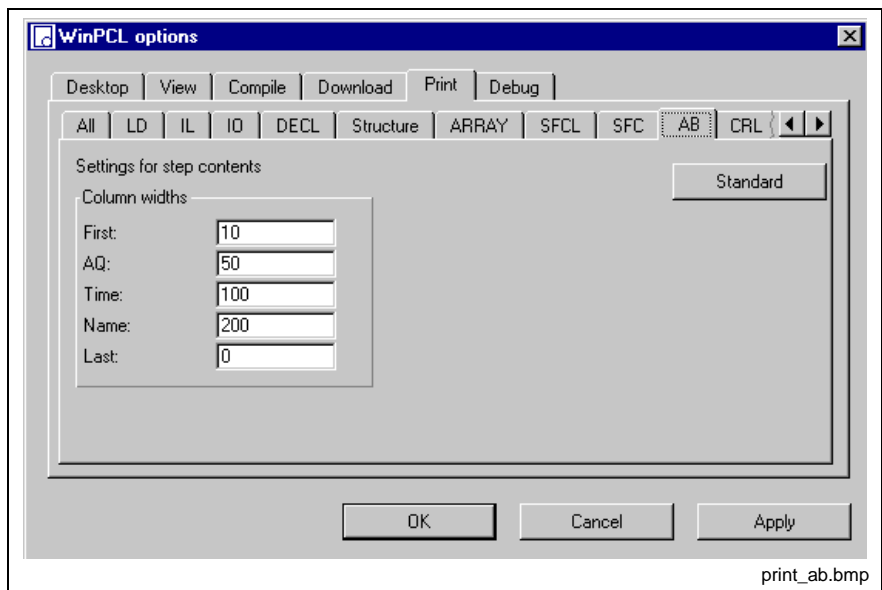 WinPCL options
Desktop View Compile Download Print Debug
All LD IL IO DECL Structure ARRAY SFCL SFC AB CRL
Settings for step contents
Standard
Column widths
First: 10
AQ: 50
Time: 100
Name: 200
Last: 0
OK Cancel Apply
print_ab.bmp